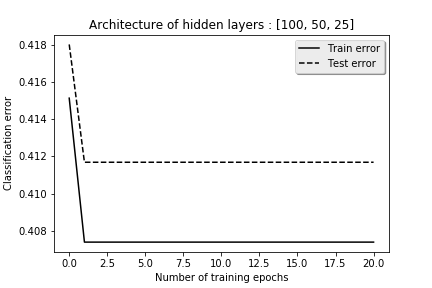 Architecture of hidden layers : [100, 50, 25]
Train error
Test error
0.418
0.416
0.414
0.412
0.410
0.408
Classification error
0.0 2.5 5.0 7.5 10.0 12.5 15.0 17.5 20.0
Number of training epochs